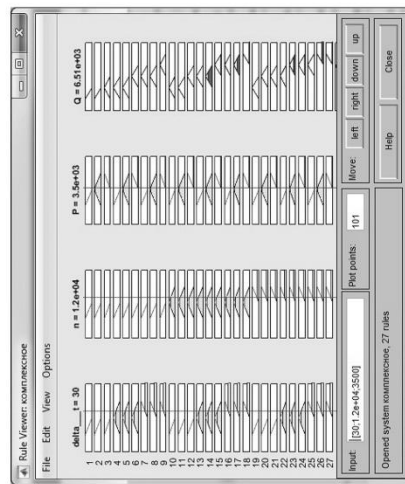 Rule Viewer: комплексное
File Edit View Options
delta__t = 30
n = 1.2e+04
P = 3.5e+03
Q = 6.51e+03
1
2
3
4
5
6
7
8
9
10
11
12
13
14
15
16
17
18
19
20
21
22
23
24
25
26
27
Input: [30;1.2e+04;3500]
Plot points: 101
Move: left right down up
Opened system комплексное, 27 rules
Help Close